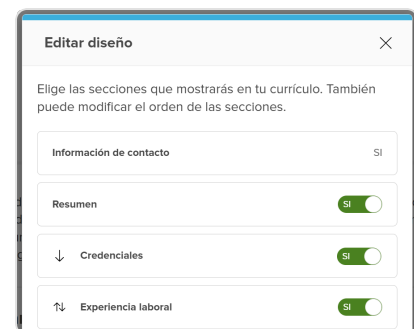 Editar diseño
Elige las secciones que mostrarás en tu currículo. También
puede modificar el orden de las secciones.
Información de contacto SI
Resumen SI
Credenciales SI
Experiencia laboral SI